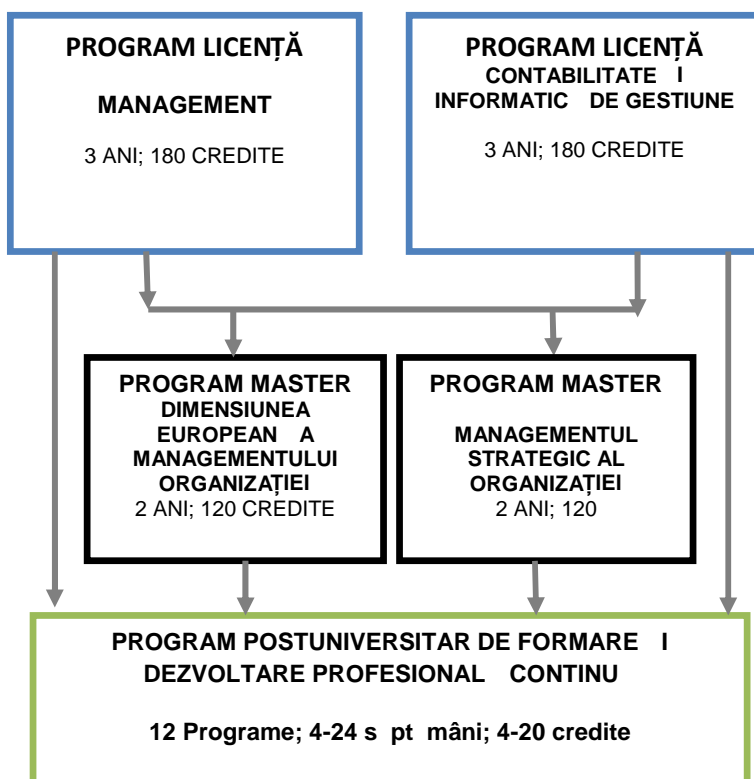 PROGRAM LICENȚĂ
MANAGEMENT
3 ANI; 180 CREDITE
PROGRAM LICENȚĂ
CONTABILITATE I
INFORMATIC DE GESTIUNE
3 ANI; 180 CREDITE
PROGRAM MASTER
DIMENSIUNEA
EUROPEAN A
MANAGEMENTULUI
ORGANIZAȚIEI
2 ANI; 120 CREDITE
PROGRAM MASTER
MANAGEMENTUL
STRATEGIC AL
ORGANIZAȚIEI
2 ANI; 120
PROGRAM POSTUNIVERSITAR DE FORMARE I
DEZVOLTARE PROFESIONAL CONTINU
12 Programe; 4-24 s pt mâni; 4-20 credite